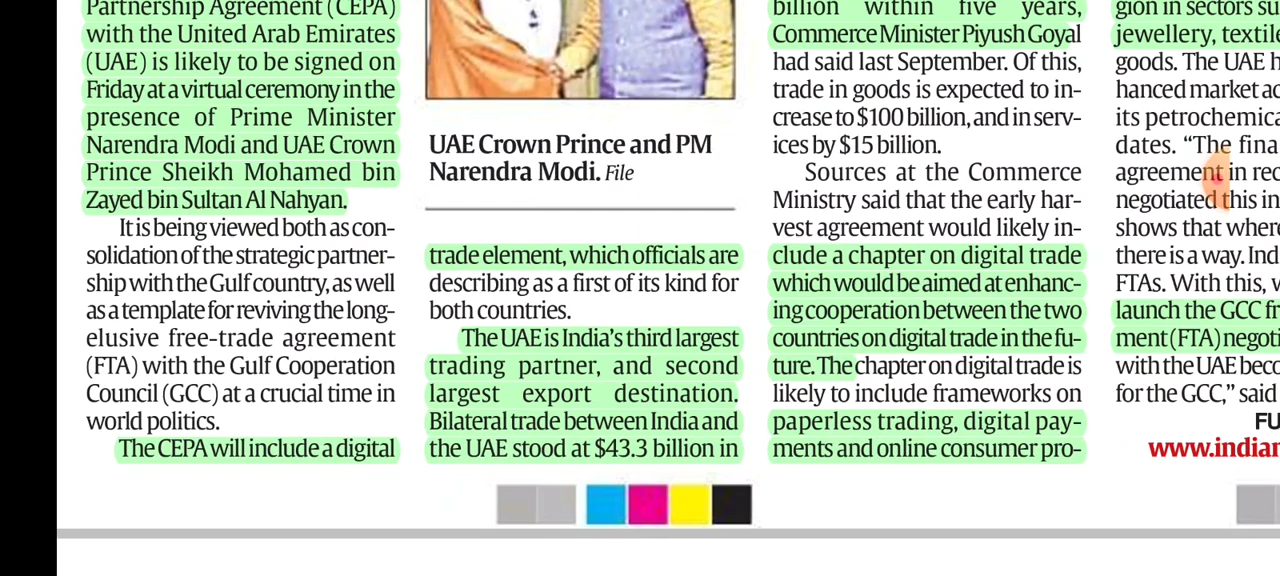 Partnership Agreement (CEPA)
with the United Arab Emirates
(UAE) is likely to be signed on
Friday at a virtual ceremony in the
presence of Prime Minister
Narendra Modi and UAE Crown
Prince Sheikh Mohamed bin
Zayed bin Sultan Al Nahyan.
It is being viewed both as con-
solidation of the strategic partner-
ship with the Gulf country, as well
as a template for reviving the long-
elusive free-trade agreement
(FTA) with the Gulf Cooperation
Council (GCC) at a crucial time in
world politics.
The CEPA will include a digital
UAE Crown Prince and PM
Narendra Modi. File
trade element, which officials are
describing as a first of its kind for
both countries.
The UAE is India's third largest
trading partner, and second
largest export destination.
Bilateral trade between India and
the UAE stood at $43.3 billion in
billion within five years,
Commerce Minister Piyush Goyal
had said last September. Of this,
trade in goods is expected to in-
crease to $100 billion, and in serv-
ices by $15 billion.
Sources at the Commerce
Ministry said that the early har-
vest agreement would likely in-
clude a chapter on digital trade
which would be aimed at enhanc-
ing cooperation between the two
countries on digital trade in the fu-
ture. The chapter on digital trade is
likely to include frameworks on
paperless trading, digital pay-
ments and online consumer pro-
gion in sectors su
jewellery, textile
goods. The UAE h
hanced market ac
its petrochemica
dates. “The fina
agreement in rec
negotiated this in
shows that where
there is a way. Ind
FTAs. With this, w
launch the GCC fr
ment (FTA) negoti
with the UAE beco
for the GCC,” said
FU
www.indian